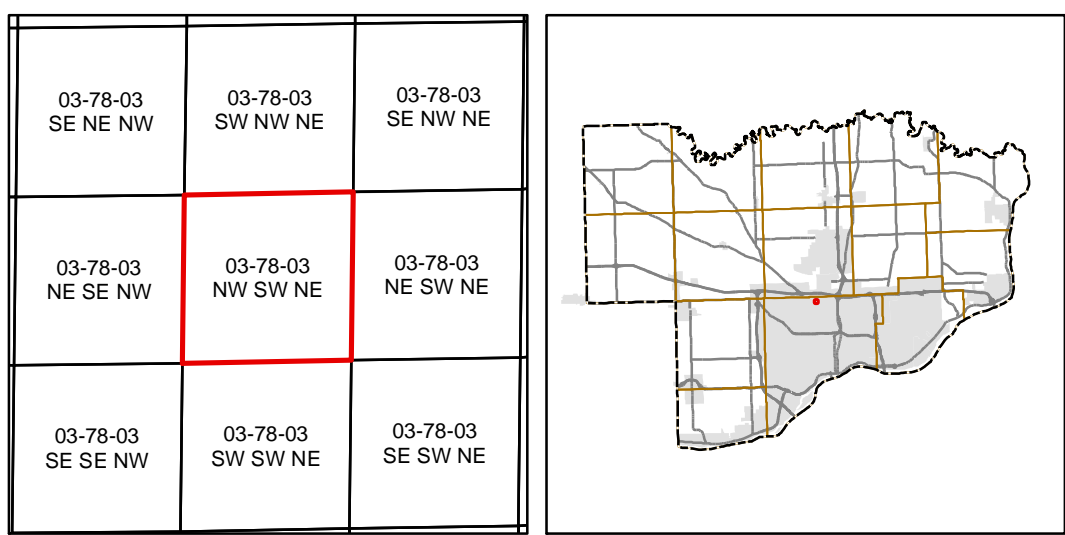 03-78-03
SE NE NW
03-78-03
SW NW NE
03-78-03
SE NW NE
03-78-03
NE SE NW
03-78-03
NW SW NE
03-78-03
NE SW NE
03-78-03
SE SE NW
03-78-03
SW SW NE
03-78-03
SE SW NE